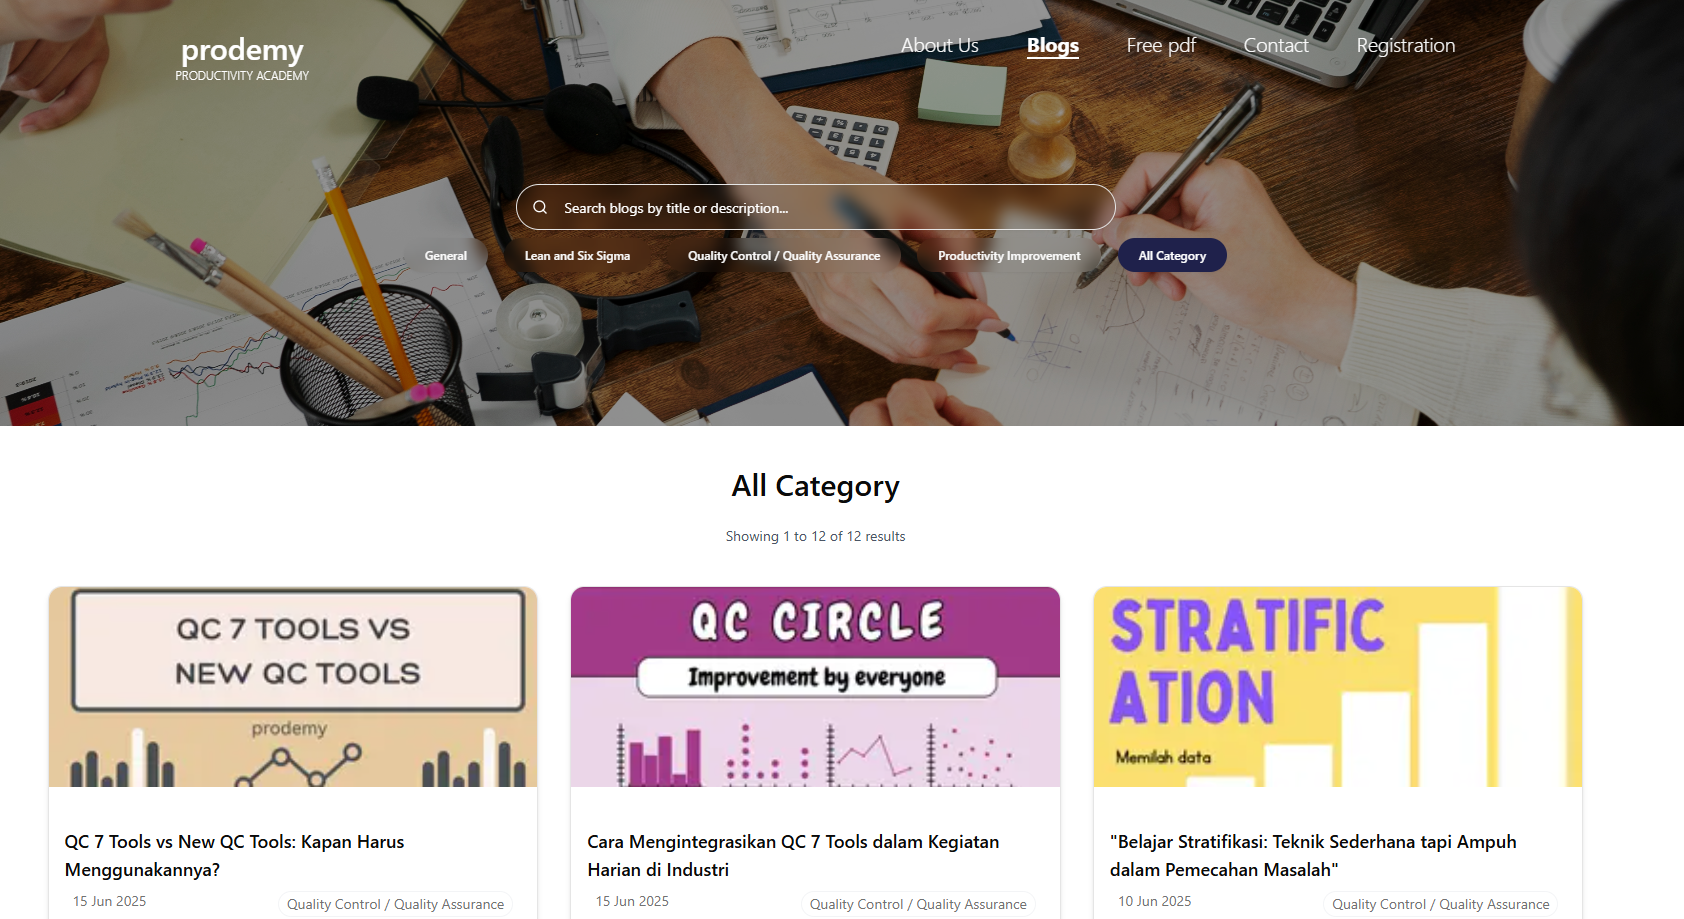 prodemy
PRODUCTIVITY ACADEMY
About Us
Blogs
Free pdf
Contact
Registration
Search blogs by title or description...
General
Lean and Six Sigma
Quality Control / Quality Assurance
Productivity Improvement
All Category
All Category
Showing 1 to 12 of 12 results
QC 7 TOOLS VS
NEW QC TOOLS
prodemy
QC CIRCLE
Improvement by everyone
STRATIFIC
ATION
Memilah data
QC 7 Tools vs New QC Tools: Kapan Harus
Menggunakannya?
15 Jun 2025
Quality Control / Quality Assurance
Cara Mengintegrasikan QC 7 Tools dalam Kegiatan
Harian di Industri
15 Jun 2025
Quality Control / Quality Assurance
"Belajar Stratifikasi: Teknik Sederhana tapi Ampuh
dalam Pemecahan Masalah"
10 Jun 2025
Quality Control / Quality Assurance